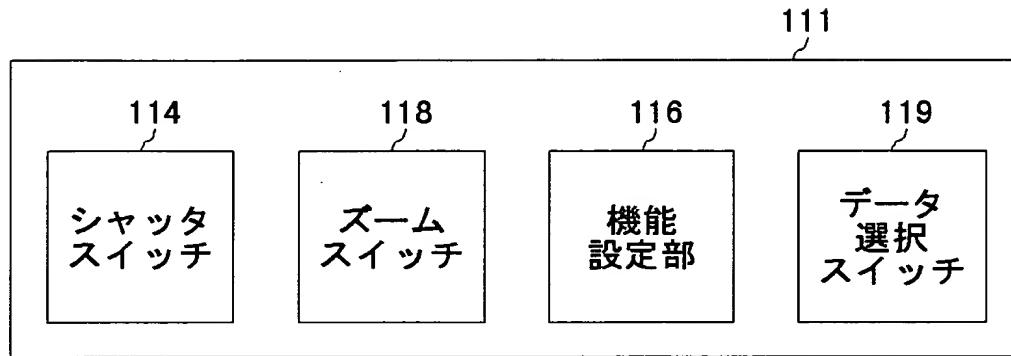 111
114
118
116
119
シャッタ
スイッチ
ズーム
スイッチ
機能
設定部
データ
選択
スイッチ